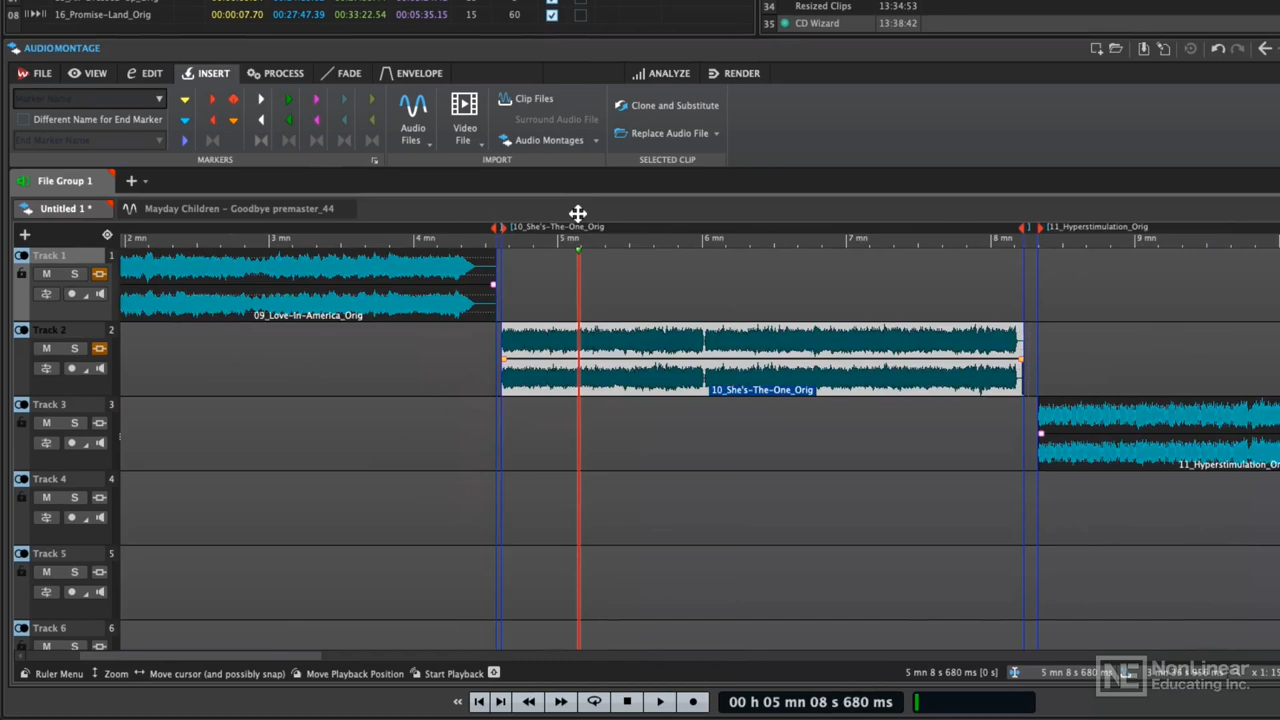 08 16_Promise-Land_Orig 00:00:07.70 00:27:47.39 00:33:22.54 00:05:35.15 15 60
34 Resized Clips 13:34:53
35 CD Wizard 13:38:42
AUDIO MONTAGE
FILE VIEW EDIT INSERT PROCESS FADE ENVELOPE ANALYZE RENDER
Marker Name
Different Name for End Marker
End Marker Name
MARKERS
Audio Files
Video File
Clip Files
Surround Audio File
Audio Montages
IMPORT
Clone and Substitute
Replace Audio File
SELECTED CLIP
File Group 1
Untitled 1 * Mayday Children - Goodbye premaster_44
[10_She's-The-One_Orig ] [11_Hyperstimulation_Orig
2 mn 3 mn 4 mn 5 mn 6 mn 7 mn 8 mn 9 mn
Track 1 1
M S
09_Love-In-America_Orig
Track 2 2
M S
10_She's-The-One_Orig
Track 3 3
M S
11_Hyperstimulation_Or
Track 4 4
M S
Track 5 5
M S
Track 6 6
M S
Ruler Menu Zoom Move cursor (and possibly snap) Move Playback Position Start Playback 5 mn 8 s 680 ms [0 s] 5 mn 8 s 680 ms x 1: 15
NonLinear
Educating Inc.
00 h 05 mn 08 s 680 ms